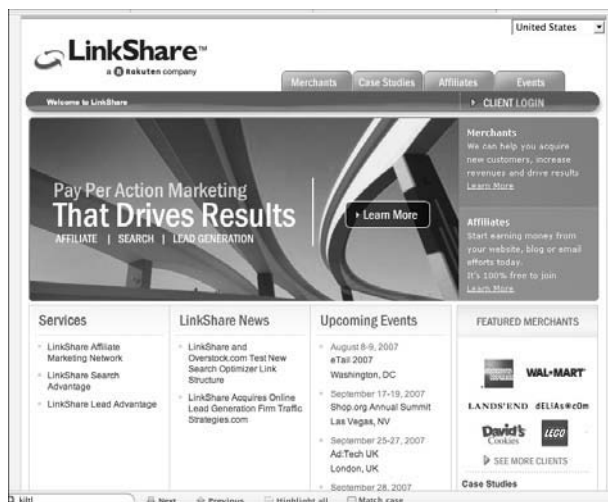 United States
LinkShare™
a Rakuten company
Merchants
Case Studies
Affiliates
Events
Welcome to LinkShare
CLIENT LOGIN
Pay Per Action Marketing
That Drives Results
AFFILIATE | SEARCH | LEAD GENERATION
Learn More
Merchants
We can help you acquire
new customers, increase
revenues and drive results
Learn More
Affiliates
Start earning money from
your website, blog or email
efforts today.
It's 100% free to join
Learn More
Services
LinkShare Affiliate
Marketing Network
LinkShare Search
Advantage
LinkShare Lead Advantage
LinkShare News
LinkShare and
Overstock.com Test New
Search Optimizer Link
Structure
LinkShare Acquires Online
Lead Generation Firm Traffic
Strategies.com
Upcoming Events
August 8-9, 2007
eTail 2007
Washington, DC
September 17-19, 2007
Shop.org Annual Summit
Las Vegas, NV
September 25-27, 2007
Ad:Tech UK
London, UK
September 28, 2007
FEATURED MERCHANTS
WAL★MART
LANDS'END dELiA*s©Om
David's
Cookies
LEGO
SEE MORE CLIENTS
Case Studies
Next Previous Highlight all Match case